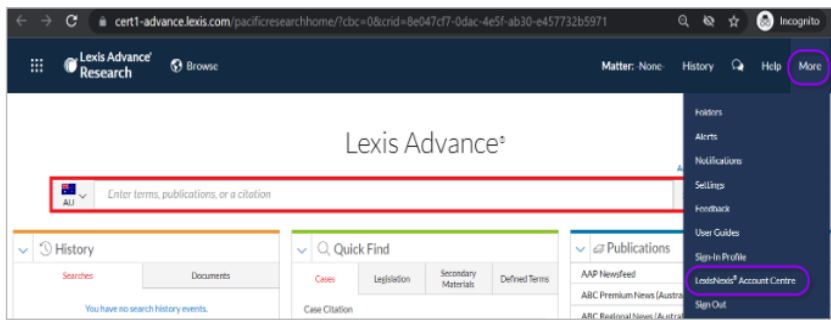 cert1-advance.lexis.com/pacificresearchhome/?cbc=0&crid=8e047cf7-0dac-4e5f-ab30-e457732b5971
Incognito
Lexis Advance®
Research
Browse
Matter: -None-
History
Help
More
Folders
Alerts
Notifications
Settings
Feedback
User Guides
Sign-In Profile
LexisNexis® Account Centre
Sign Out
Lexis Advance®
AU
Enter terms, publications, or a citation
History
Searches
Documents
You have no search history events.
Quick Find
Cases
Legislation
Secondary
Materials
Defined Terms
Case Citation
Publications
AAP Newsfeed
ABC Premium News (Austra
ABC Regional News (Austral